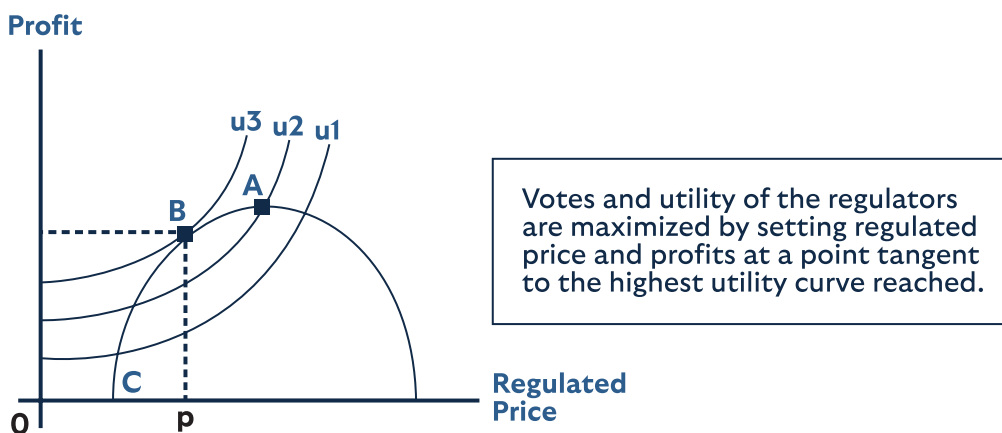 Profit
u3 u2 u1
A
B
Votes and utility of the regulators
are maximized by setting regulated
price and profits at a point tangent
to the highest utility curve reached.
C
Regulated
Price
0
p